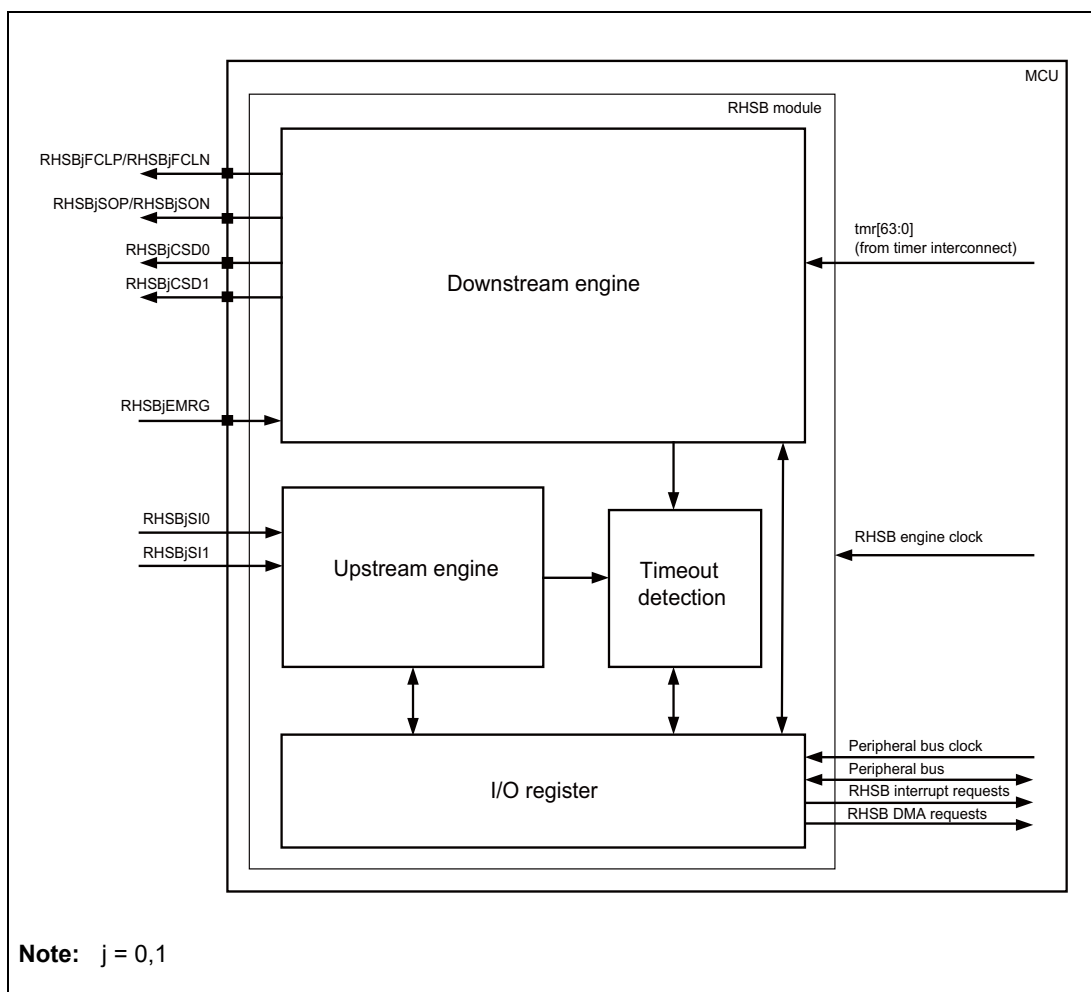 MCU
RHSB module
RHSBjFCLP/RHSBjFCLN
RHSBjSOP/RHSBjSON
RHSBjCSD0
RHSBjCSD1
tmr[63:0]
(from timer interconnect)
Downstream engine
RHSBjEMRG
RHSBjSI0
RHSBjSI1
Upstream engine
Timeout
detection
RHSB engine clock
I/O register
Peripheral bus clock
Peripheral bus
RHSB interrupt requests
RHSB DMA requests
Note: j = 0,1